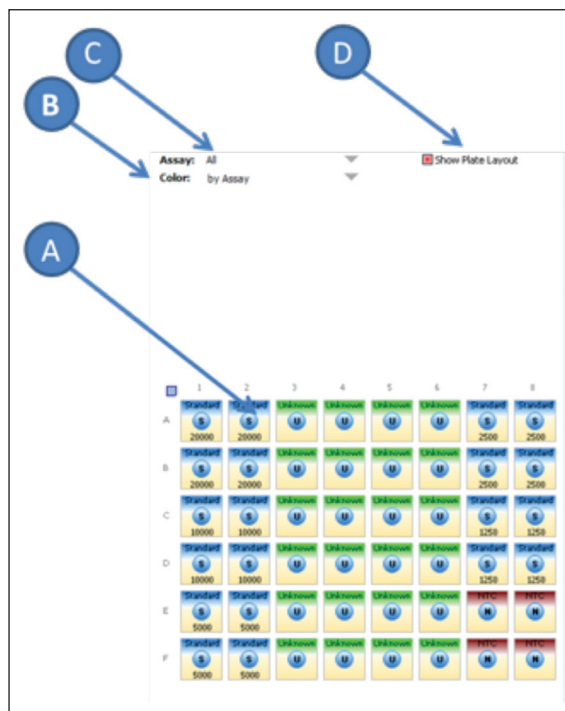 C D
B
Assay: All Show Plate Layout
Color: by Assay
A
1 2 3 4 5 6 7 8
Standard Standard Unknown Unknown Unknown Unknown Standard Standard
A S S U U U U S S
20000 20000 2500 2500
Standard Standard Unknown Unknown Unknown Unknown Standard Standard
B S S U U U U S S
20000 20000 2500 2500
Standard Standard Unknown Unknown Unknown Unknown Standard Standard
C S S U U U U S S
10000 10000 1250 1250
Standard Standard Unknown Unknown Unknown Unknown Standard Standard
D S S U U U U S S
10000 10000 1250 1250
Standard Standard Unknown Unknown Unknown Unknown NTC NTC
E S S U U U U N N
5000 5000
Standard Standard Unknown Unknown Unknown Unknown NTC NTC
F S S U U U U N N
5000 5000